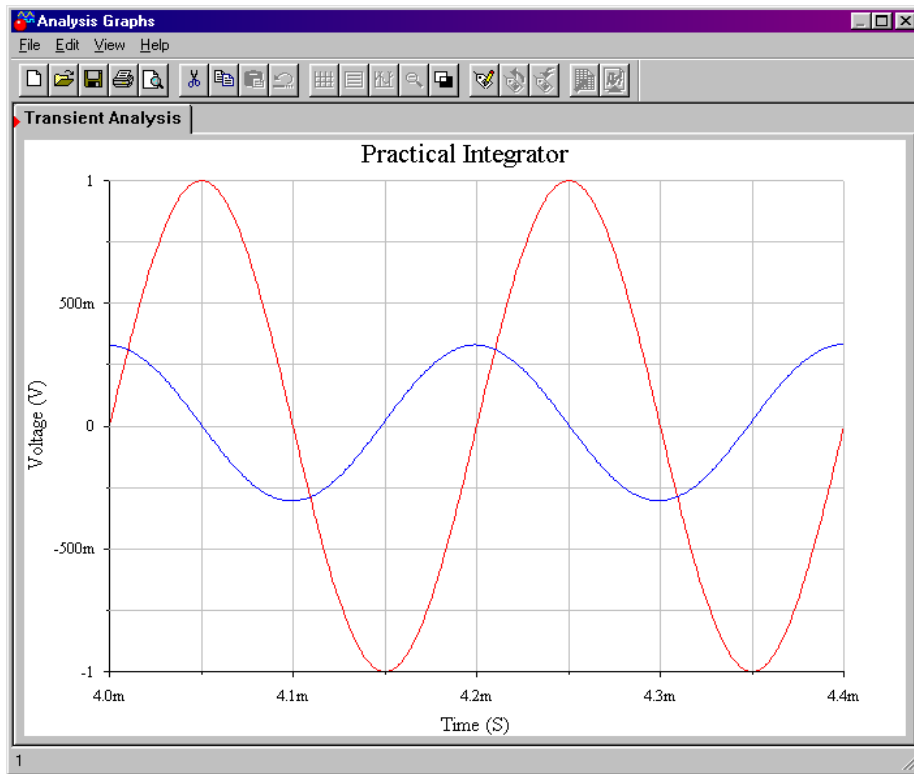 Analysis Graphs
File Edit View Help
Transient Analysis
Practical Integrator
1
500m
0
-500m
-1
Voltage (V)
4.0m 4.1m 4.2m 4.3m 4.4m
Time (S)
1